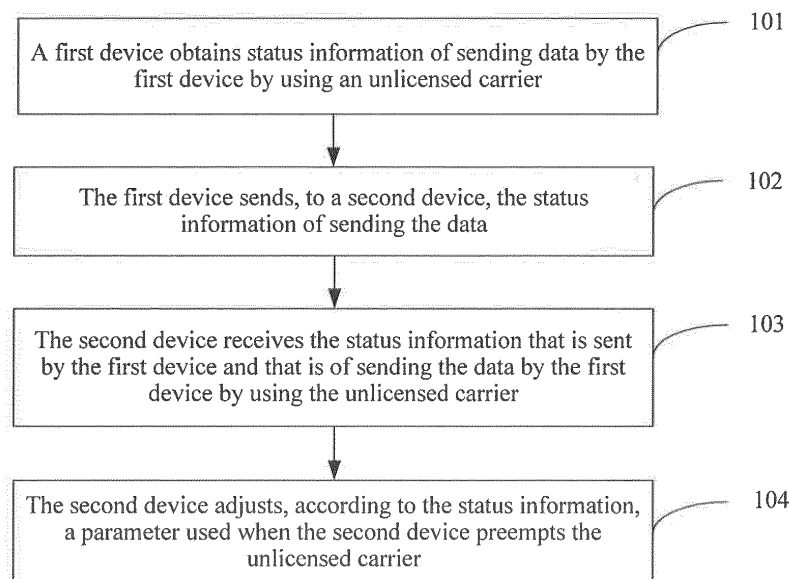 101
A first device obtains status information of sending data by the
first device by using an unlicensed carrier
102
The first device sends, to a second device, the status
information of sending the data
103
The second device receives the status information that is sent
by the first device and that is of sending the data by the first
device by using the unlicensed carrier
104
The second device adjusts, according to the status information,
a parameter used when the second device preempts the
unlicensed carrier